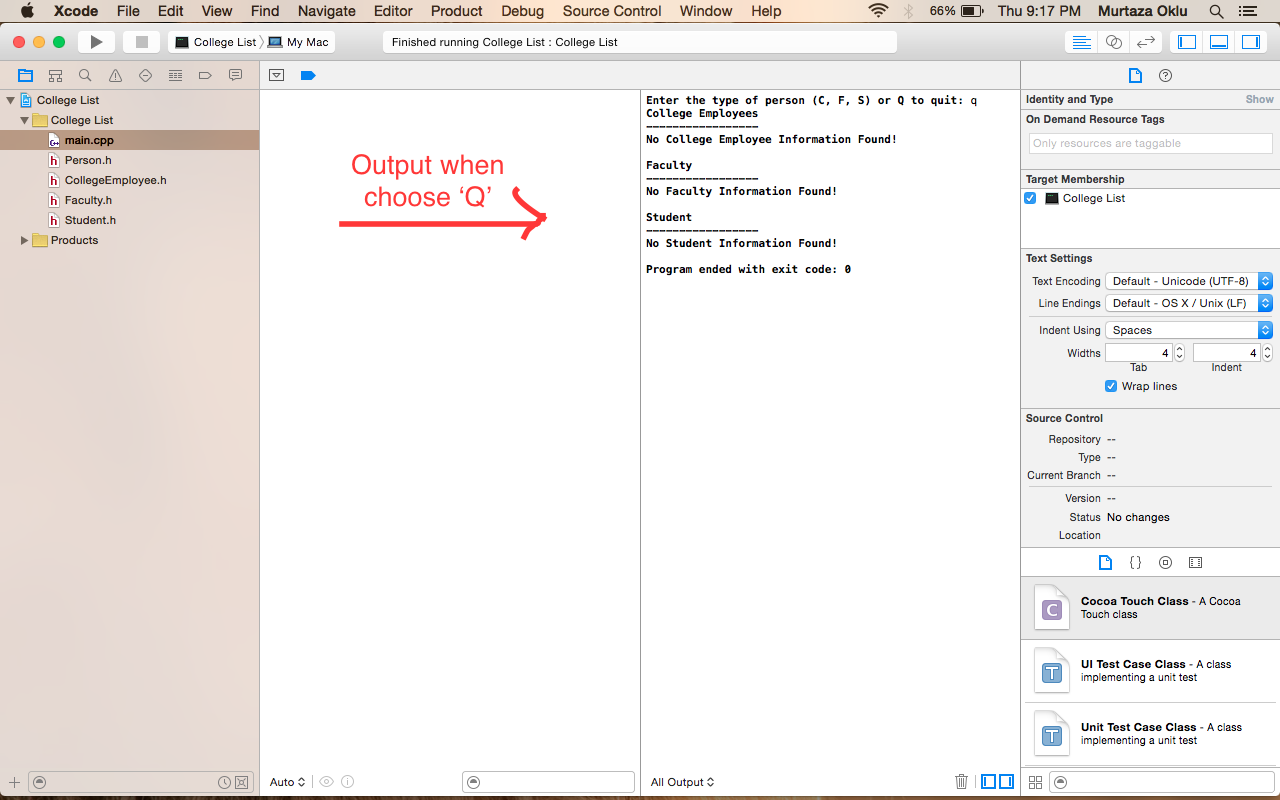 Xcode File Edit View Find Navigate Editor Product Debug Source Control Window Help 66% Thu 9:17 PM Murtaza Oklu
College List My Mac
Finished running College List : College List
College List
College List
main.cpp
Person.h
CollegeEmployee.h
Faculty.h
Student.h
Products
Output when
choose ‘Q’
Enter the type of person (C, F, S) or Q to quit: q
College Employees
-----------------
No College Employee Information Found!
Faculty
-----------------
No Faculty Information Found!
Student
-----------------
No Student Information Found!
Program ended with exit code: 0
Auto
All Output
Identity and Type Show
On Demand Resource Tags
Only resources are taggable
Target Membership
College List
Text Settings
Text Encoding Default - Unicode (UTF-8)
Line Endings Default - OS X / Unix (LF)
Indent Using Spaces
Widths 4 4
Tab Indent
Wrap lines
Source Control
Repository --
Type --
Current Branch --
Version --
Status No changes
Location
{}
C
Cocoa Touch Class - A Cocoa
Touch class
T
UI Test Case Class - A class
implementing a unit test
T
Unit Test Case Class - A class
implementing a unit test